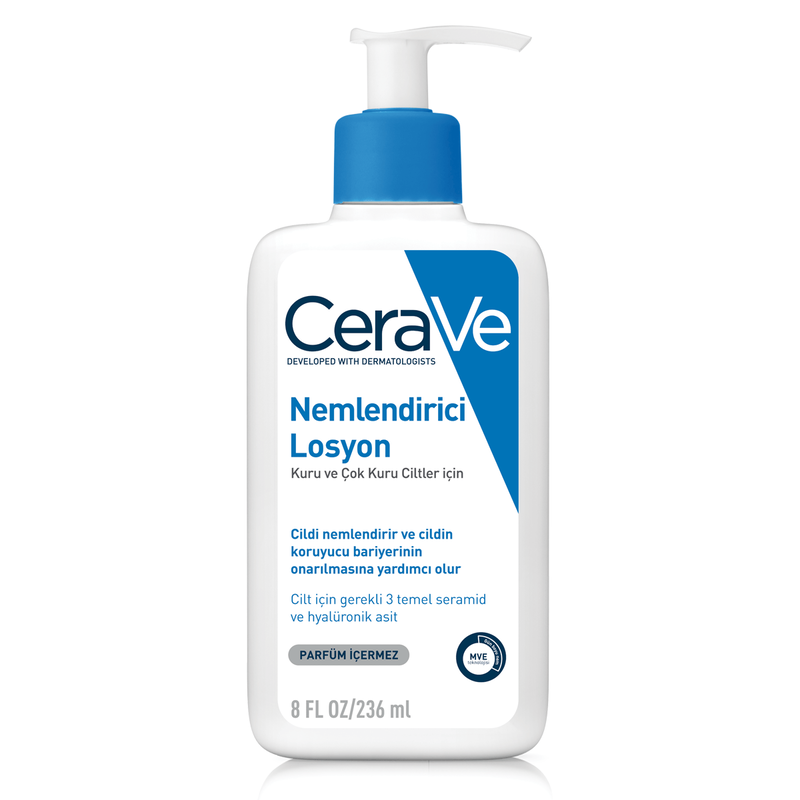 CeraVe
DEVELOPED WITH DERMATOLOGISTS
Nemlendirici
Losyon
Kuru ve Çok Kuru Ciltler için
Cildi nemlendirir ve cildin
koruyucu bariyerinin
onarılmasına yardımcı olur
Cilt için gerekli 3 temel seramid
ve hyalüronik asit
PARFÜM İÇERMEZ
MVE
teknolojisi
8 FL OZ/236 ml